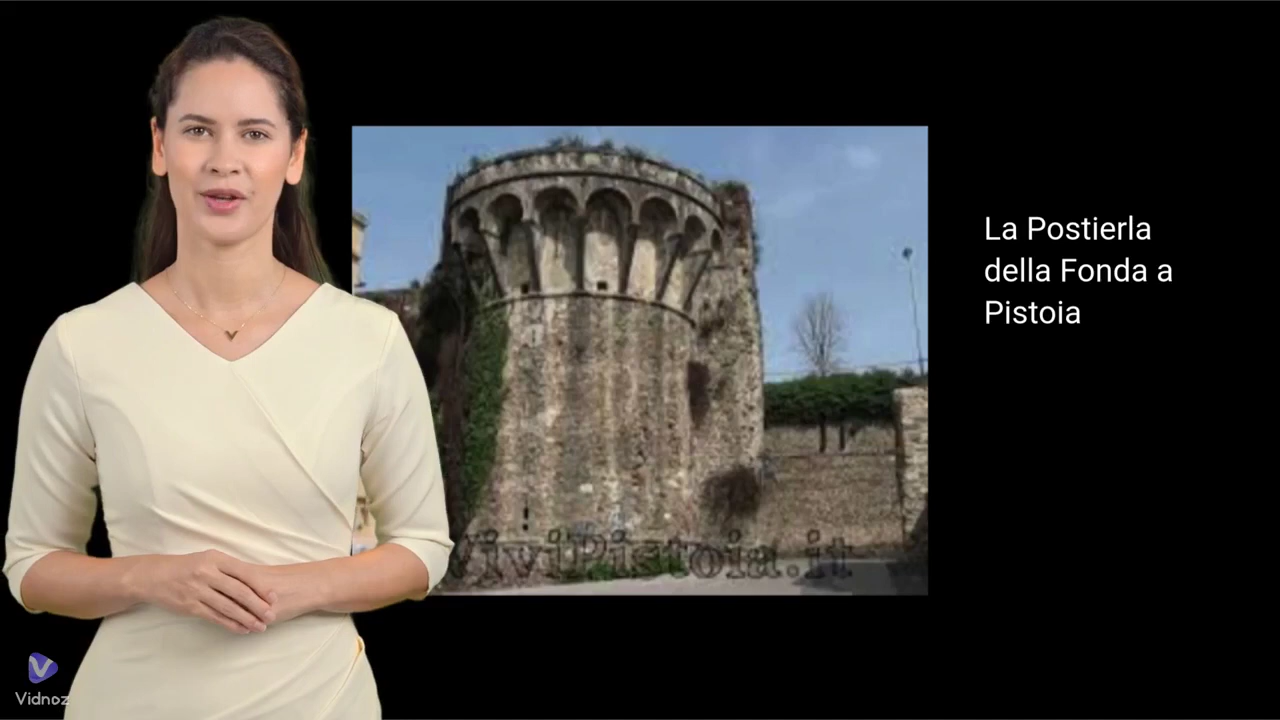 La Postierla
della Fonda a
Pistoia
ViviPistoia.it
Vidnoz